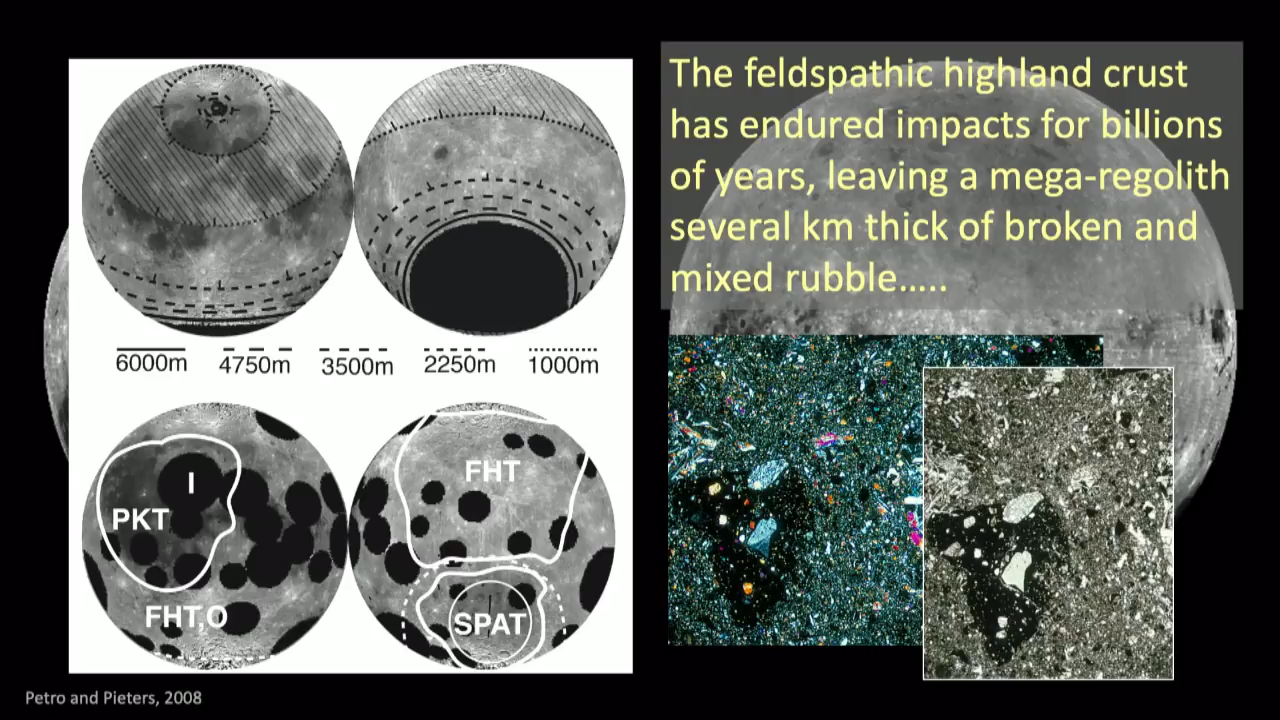 The feldspathic highland crust
has endured impacts for billions
of years, leaving a mega-regolith
several km thick of broken and
mixed rubble.....
6000m 4750m 3500m 2250m 1000m
I
PKT
FHT,O
FHT
SPAT
Petro and Pieters, 2008